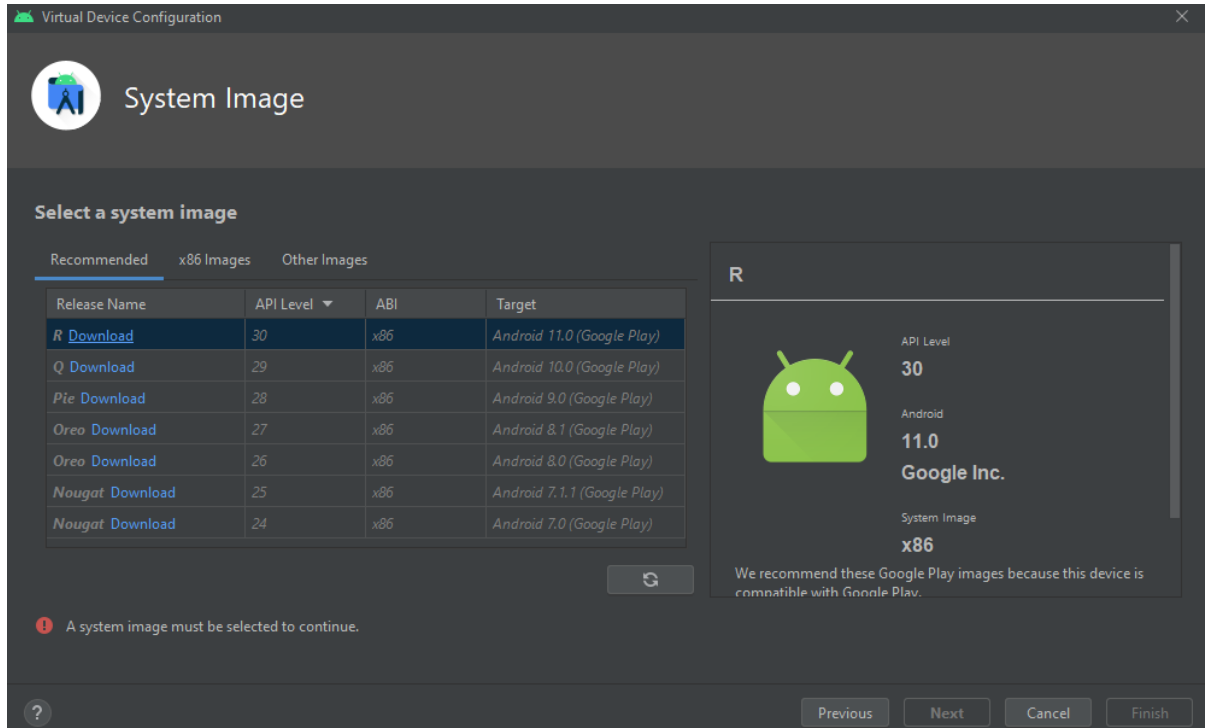 Virtual Device Configuration
System Image
Select a system image
Recommended x86 Images Other Images
Release Name API Level ABI Target
R Download 30 x86 Android 11.0 (Google Play)
Q Download 29 x86 Android 10.0 (Google Play)
Pie Download 28 x86 Android 9.0 (Google Play)
Oreo Download 27 x86 Android 8.1 (Google Play)
Oreo Download 26 x86 Android 8.0 (Google Play)
Nougat Download 25 x86 Android 7.1.1 (Google Play)
Nougat Download 24 x86 Android 7.0 (Google Play)
R
API Level
30
Android
11.0
Google Inc.
System Image
x86
We recommend these Google Play images because this device is
compatible with Google Play.
A system image must be selected to continue.
? Previous Next Cancel Finish